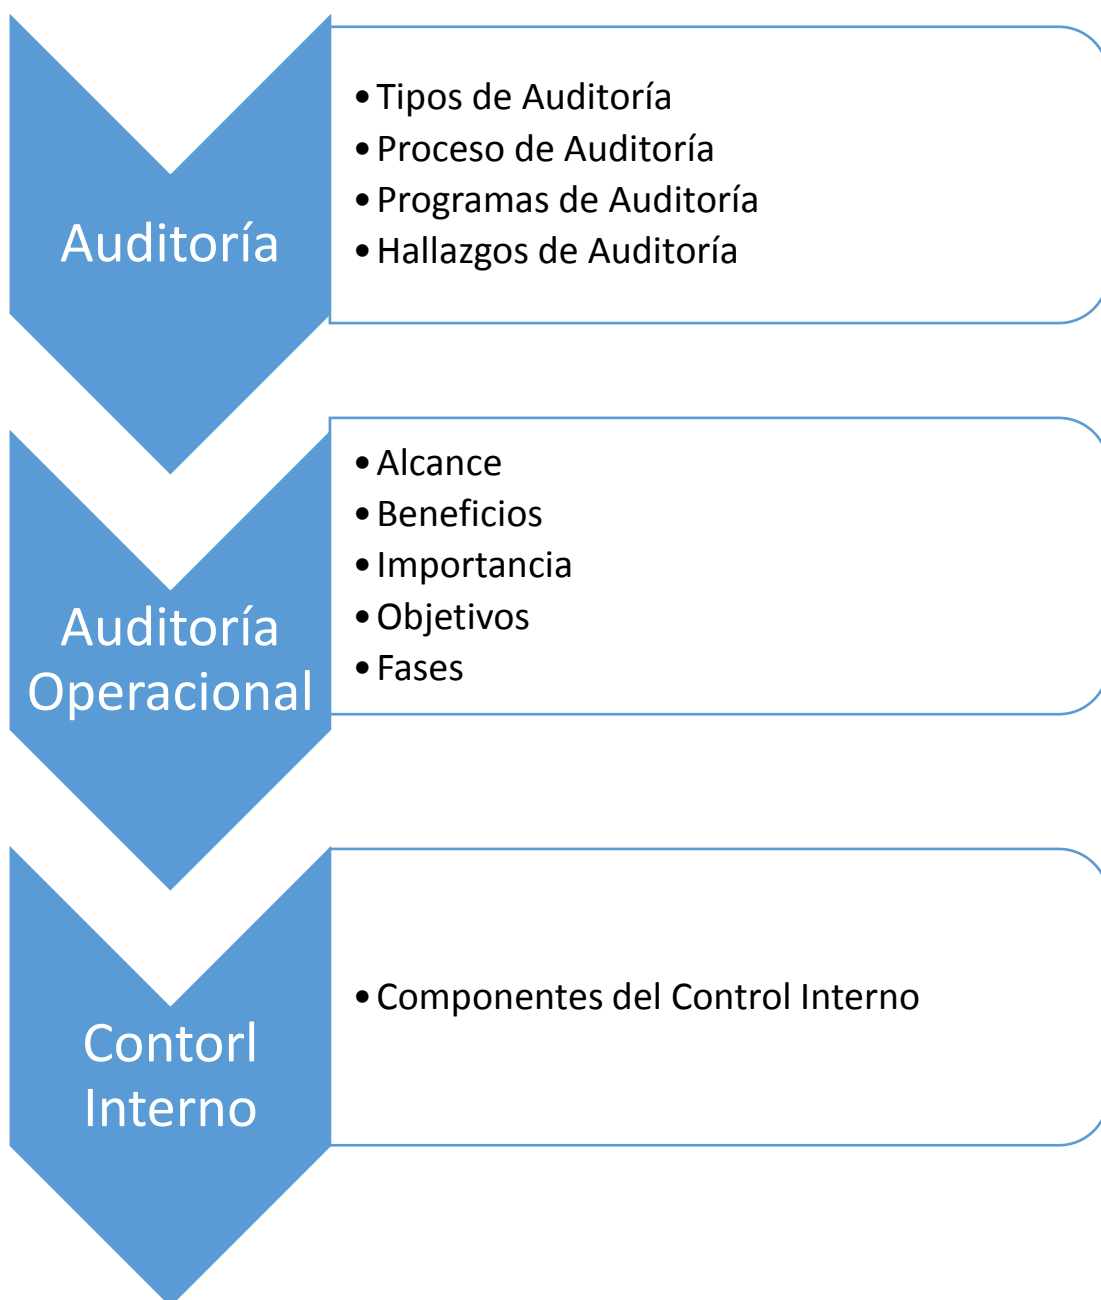 Auditoría
•Tipos de Auditoría
•Proceso de Auditoría
•Programas de Auditoría
•Hallazgos de Auditoría
Auditoría
Operacional
•Alcance
•Beneficios
•Importancia
•Objetivos
•Fases
Contorl
Interno
•Componentes del Control Interno